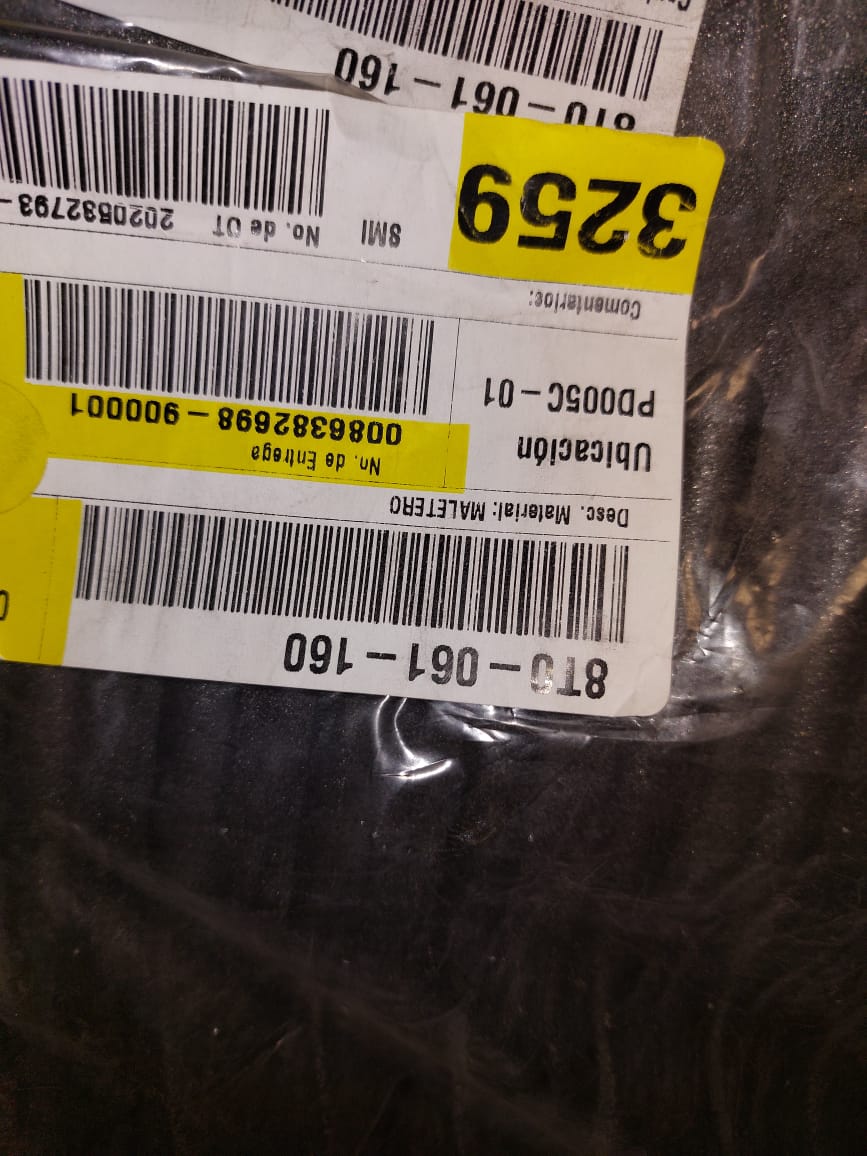 8T0-061-160
Desc. Material: MALETERO
Ubicación
PD005C-01
No. de Entrega
0086382698-900001
Comentarios:
3259
SMI
No. de OT
2020532793-
8T0-061-160